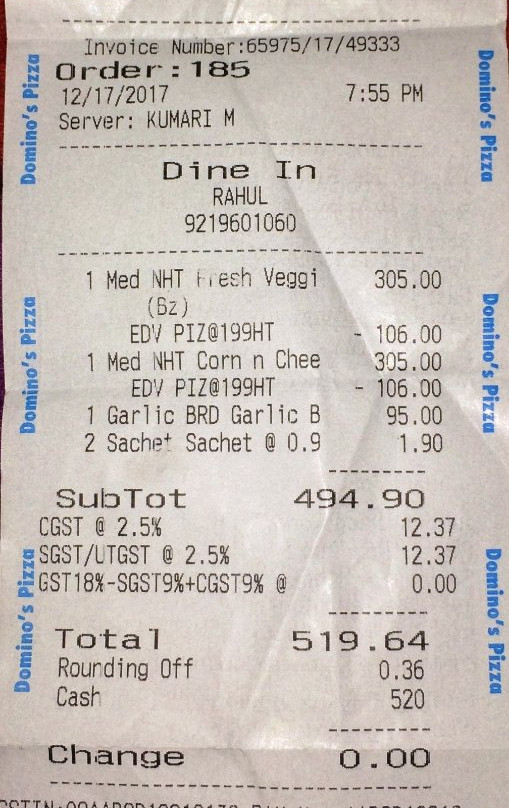 Invoice Number:65975/17/49333
Order:185
12/17/2017 7:55 PM
Server: KUMARI M
Dine In
RAHUL
9219601060
1 Med NHT Fresh Veggi 305.00
(6z)
EDV PIZ@199HT - 106.00
1 Med NHT Corn n Chee 305.00
EDV PIZ@199HT - 106.00
1 Garlic BRD Garlic B 95.00
2 Sachet Sachet @ 0.9 1.90
SubTot 494.90
CGST @ 2.5% 12.37
SGST/UTGST @ 2.5% 12.37
GST18%-SGST9%+CGST9% @ 0.00
Total 519.64
Rounding Off 0.36
Cash 520
Change 0.00
Domino's Pizza
Domino's Pizza
Domino's Pizza
Domino's Pizza
Domino's Pizza
Domino's Pizza